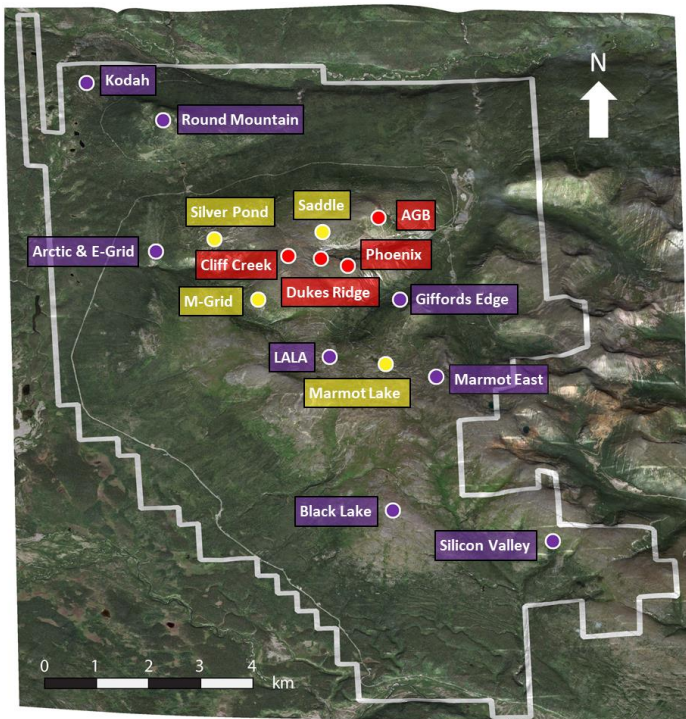 Kodah
N
Round Mountain
Silver Pond
Saddle
AGB
Arctic & E-Grid
Cliff Creek
Phoenix
Dukes Ridge
M-Grid
Giffords Edge
LALA
Marmot Lake
Marmot East
Black Lake
Silicon Valley
0 1 2 3 4
km